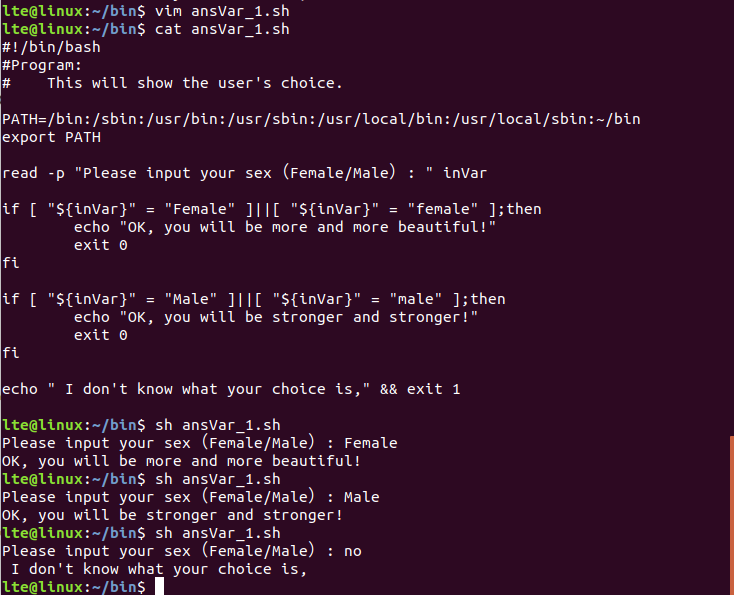 lte@linux:~/bin$ vim ansVar_1.sh
lte@linux:~/bin$ cat ansVar_1.sh
#!/bin/bash
#Program:
#    This will show the user's choice.

PATH=/bin:/sbin:/usr/bin:/usr/sbin:/usr/local/bin:/usr/local/sbin:~/bin
export PATH

read -p "Please input your sex (Female/Male) : " inVar

if [ "${inVar}" = "Female" ]||[ "${inVar}" = "female" ];then
        echo "OK, you will be more and more beautiful!"
        exit 0
fi

if [ "${inVar}" = "Male" ]||[ "${inVar}" = "male" ];then
        echo "OK, you will be stronger and stronger!"
        exit 0
fi

echo " I don't know what your choice is," && exit 1

lte@linux:~/bin$ sh ansVar_1.sh
Please input your sex (Female/Male) : Female
OK, you will be more and more beautiful!
lte@linux:~/bin$ sh ansVar_1.sh
Please input your sex (Female/Male) : Male
OK, you will be stronger and stronger!
lte@linux:~/bin$ sh ansVar_1.sh
Please input your sex (Female/Male) : no
 I don't know what your choice is,
lte@linux:~/bin$